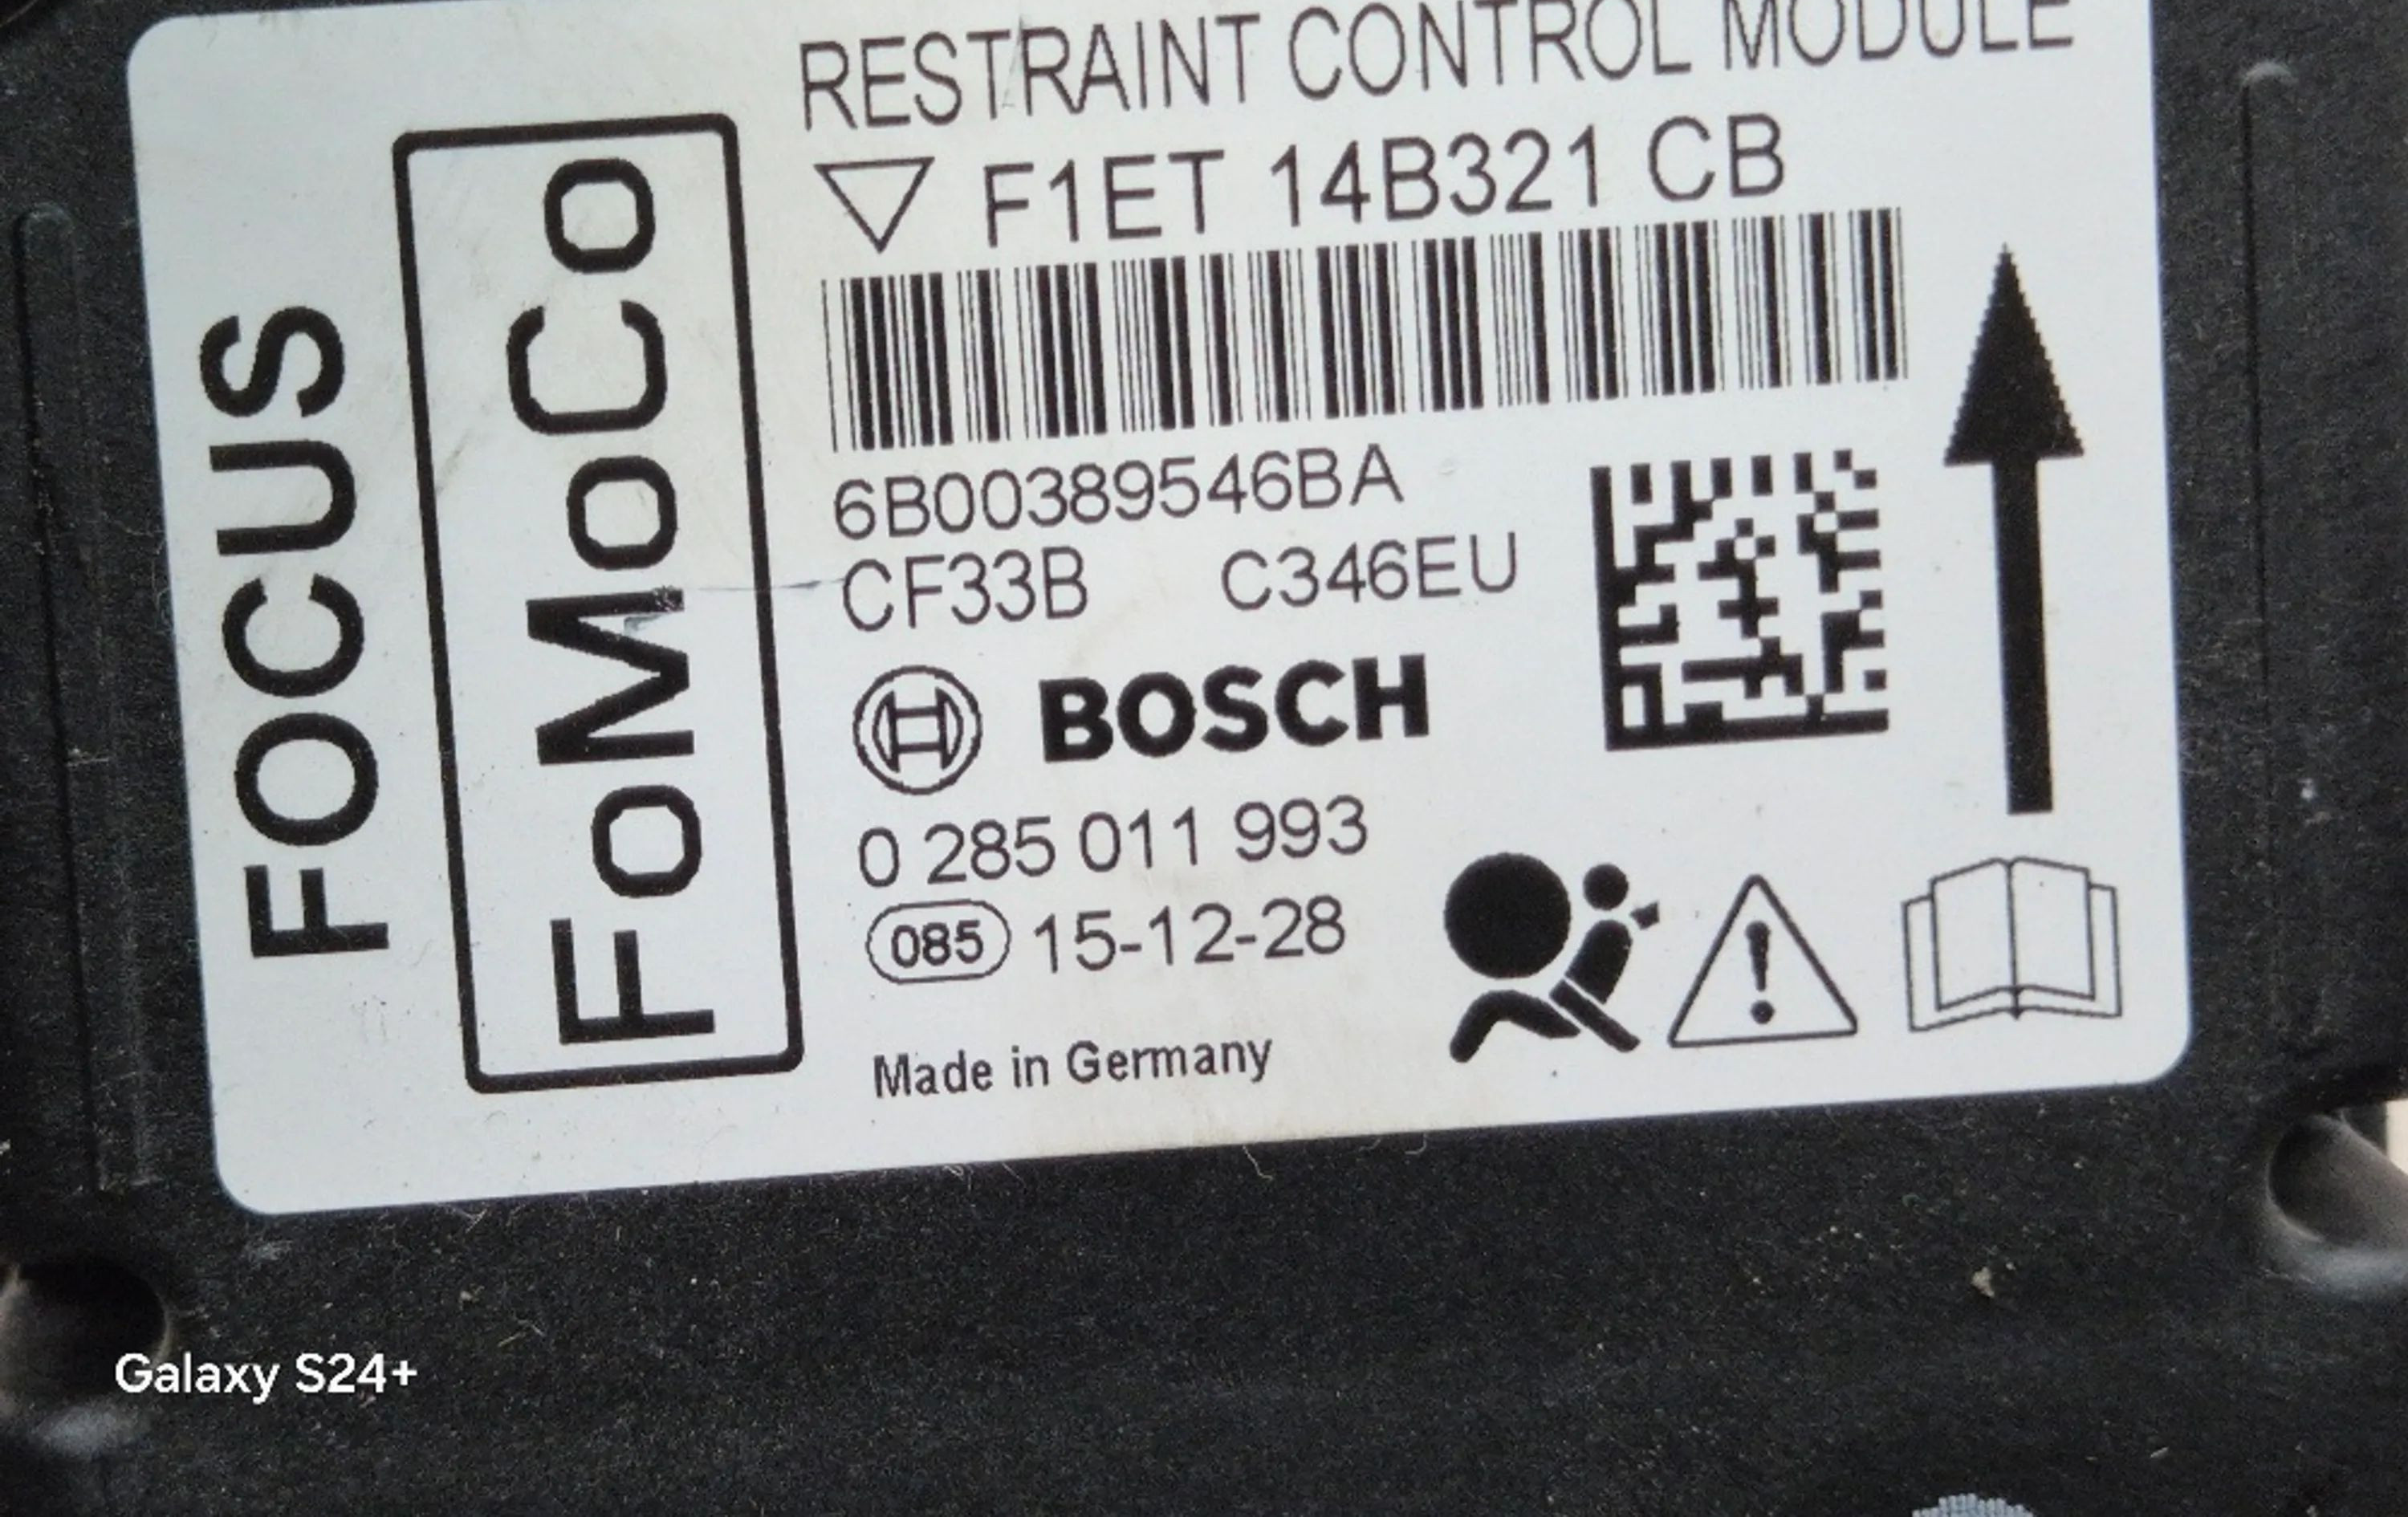 RESTRAINT CONTROL MODULE
F1ET 14B321 CB
FOCUS
FoMoCo
6B00389546BA
CF33B C346EU
BOSCH
0 285 011 993
085 15-12-28
Made in Germany
Galaxy S24+